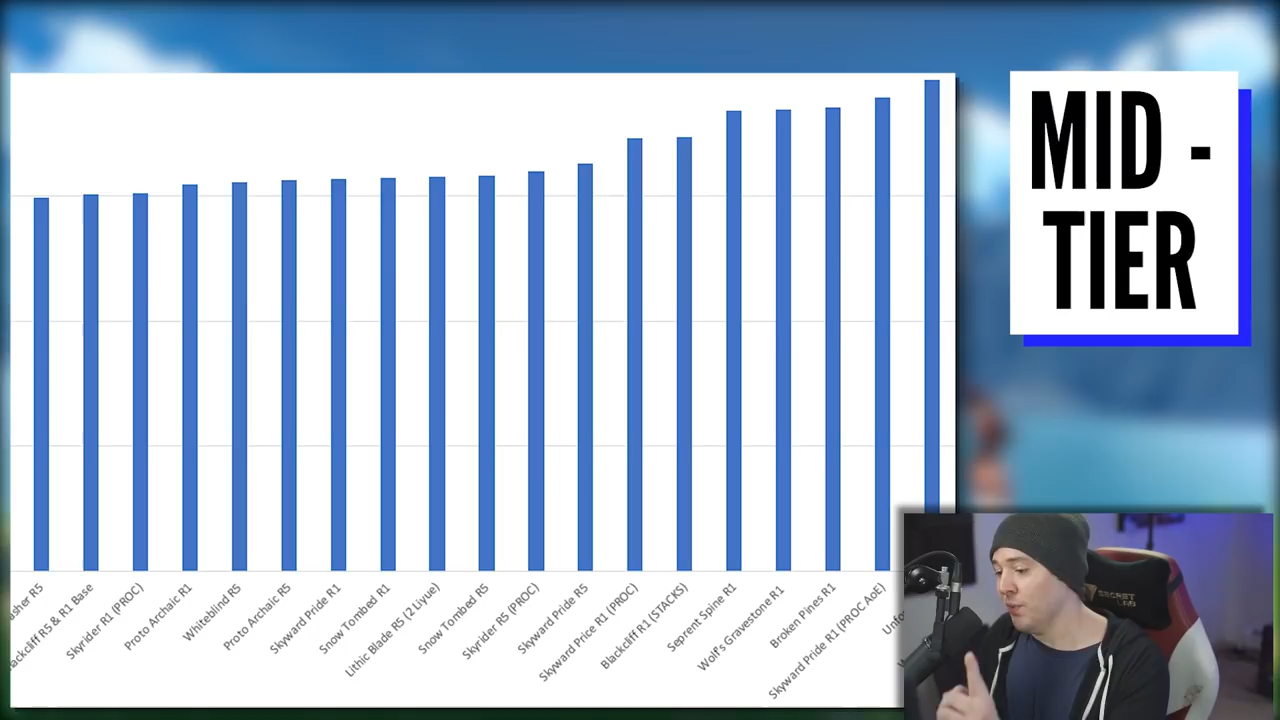 MID -
TIER
R5
R5 & R1 Base
Skyrider R1 (PROC)
Proto Archaic R1
Whiteblind R5
Proto Archaic R5
Skyward Pride R1
Snow Tombed R1
Lithic Blade R5 (2 Liyue)
Snow Tombed R5
Skyrider R5 (PROC)
Skyward Pride R5
Skyward Price R1 (PROC)
Blackcliff R1 (STACKS)
Seprent Spine R1
Wolf's Gravestone R1
Broken Pines R1
Skyward Pride R1 (PROC AoE)
SECRET
LAB